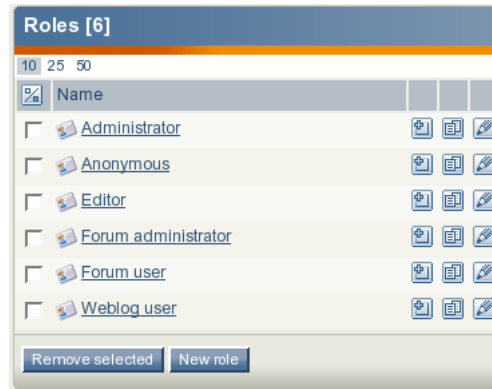 Roles [6]
10 25 50
Name
Administrator
Anonymous
Editor
Forum administrator
Forum user
Weblog user
Remove selected New role